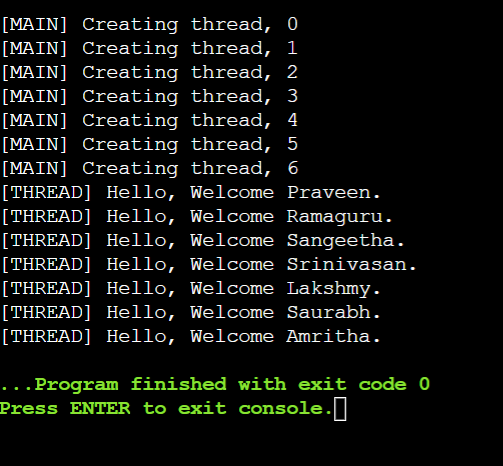 [MAIN] Creating thread, 0
[MAIN] Creating thread, 1
[MAIN] Creating thread, 2
[MAIN] Creating thread, 3
[MAIN] Creating thread, 4
[MAIN] Creating thread, 5
[MAIN] Creating thread, 6
[THREAD] Hello, Welcome Praveen.
[THREAD] Hello, Welcome Ramaguru.
[THREAD] Hello, Welcome Sangeetha.
[THREAD] Hello, Welcome Srinivasan.
[THREAD] Hello, Welcome Lakshmy.
[THREAD] Hello, Welcome Saurabh.
[THREAD] Hello, Welcome Amritha.
...Program finished with exit code 0
Press ENTER to exit console.